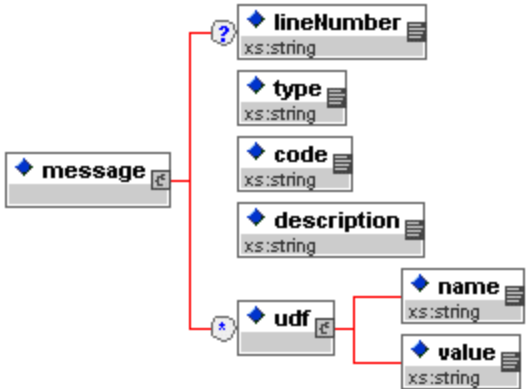 lineNumber
?
xs:string
type
xs:string
code
xs:string
message
description
xs:string
name
xs:string
udf
*
value
xs:string